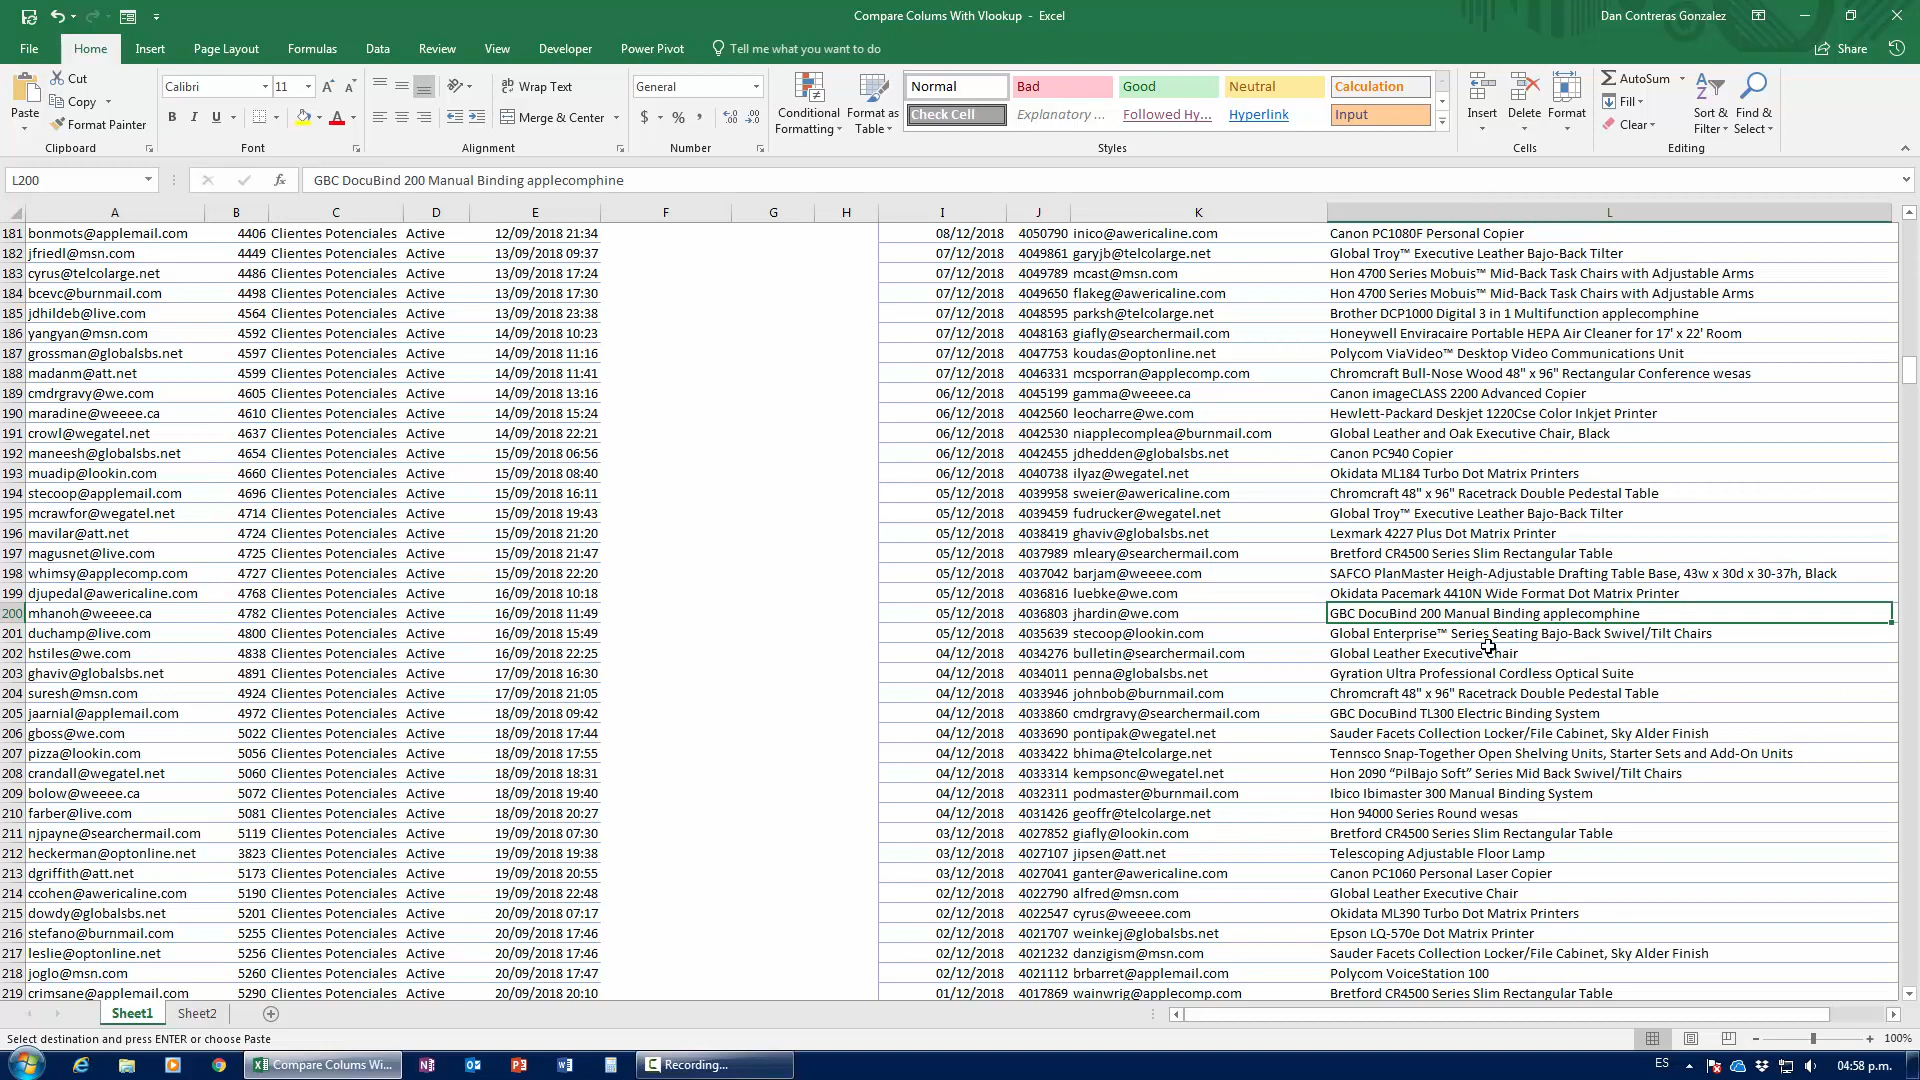 Compare Colums With Vlookup - Excel
Dan Contreras Gonzalez
File Home Insert Page Layout Formulas Data Review View Developer Power Pivot Tell me what you want to do Share
Cut
Copy
Format Painter
Paste
Calibri 11
B I U
Wrap Text
Merge & Center
General
$ %
Conditional Formatting
Format as Table
Normal Bad Good Neutral Calculation
Check Cell Explanatory ... Followed Hy... Hyperlink Input
Insert Delete Format
AutoSum
Fill
Clear
Sort & Filter
Find & Select
Clipboard Font Alignment Number Styles Cells Editing
L200 fx GBC DocuBind 200 Manual Binding applecomphine
A B C D E F G H I J K L
181 bonmots@applemail.com 4406 Clientes Potenciales Active 12/09/2018 21:34 08/12/2018 4050790 inico@awericaline.com Canon PC1080F Personal Copier
182 jfriedl@msn.com 4449 Clientes Potenciales Active 13/09/2018 09:37 07/12/2018 4049861 garyjb@telcolarge.net Global Troy™ Executive Leather Bajo-Back Tilter
183 cyrus@telcolarge.net 4486 Clientes Potenciales Active 13/09/2018 17:24 07/12/2018 4049789 mcast@msn.com Hon 4700 Series Mobuis™ Mid-Back Task Chairs with Adjustable Arms
184 bcevc@burnmail.com 4498 Clientes Potenciales Active 13/09/2018 17:30 07/12/2018 4049650 flakeg@awericaline.com Hon 4700 Series Mobuis™ Mid-Back Task Chairs with Adjustable Arms
185 jdhildeb@live.com 4564 Clientes Potenciales Active 13/09/2018 23:38 07/12/2018 4048595 parksh@telcolarge.net Brother DCP1000 Digital 3 in 1 Multifunction applecomphine
186 yangyan@msn.com 4592 Clientes Potenciales Active 14/09/2018 10:23 07/12/2018 4048163 giafly@searchermail.com Honeywell Enviracaire Portable HEPA Air Cleaner for 17' x 22' Room
187 grossman@globalsbs.net 4597 Clientes Potenciales Active 14/09/2018 11:16 07/12/2018 4047753 koudas@optonline.net Polycom ViaVideo™ Desktop Video Communications Unit
188 madanm@att.net 4599 Clientes Potenciales Active 14/09/2018 11:41 07/12/2018 4046331 mcsporran@applecomp.com Chromcraft Bull-Nose Wood 48" x 96" Rectangular Conference wesas
189 cmdrgravy@we.com 4605 Clientes Potenciales Active 14/09/2018 13:16 06/12/2018 4045199 gamma@weeee.ca Canon imageCLASS 2200 Advanced Copier
190 maradine@weeee.ca 4610 Clientes Potenciales Active 14/09/2018 15:24 06/12/2018 4042560 leocharre@we.com Hewlett-Packard Deskjet 1220Cse Color Inkjet Printer
191 crowl@wegatel.net 4637 Clientes Potenciales Active 14/09/2018 22:21 06/12/2018 4042530 niapplecomplea@burnmail.com Global Leather and Oak Executive Chair, Black
192 maneesh@globalsbs.net 4654 Clientes Potenciales Active 15/09/2018 06:56 06/12/2018 4042455 jdhedden@globalsbs.net Canon PC940 Copier
193 muadip@lookin.com 4660 Clientes Potenciales Active 15/09/2018 08:40 06/12/2018 4040738 ilyaz@wegatel.net Okidata ML184 Turbo Dot Matrix Printers
194 stecoop@applemail.com 4696 Clientes Potenciales Active 15/09/2018 16:11 05/12/2018 4039958 sweier@awericaline.com Chromcraft 48" x 96" Racetrack Double Pedestal Table
195 mcrawfor@wegatel.net 4714 Clientes Potenciales Active 15/09/2018 19:43 05/12/2018 4039459 fudrucker@wegatel.net Global Troy™ Executive Leather Bajo-Back Tilter
196 mavilar@att.net 4724 Clientes Potenciales Active 15/09/2018 21:20 05/12/2018 4038419 ghaviv@globalsbs.net Lexmark 4227 Plus Dot Matrix Printer
197 magusnet@live.com 4725 Clientes Potenciales Active 15/09/2018 21:47 05/12/2018 4037989 mleary@searchermail.com Bretford CR4500 Series Slim Rectangular Table
198 whimsy@applecomp.com 4727 Clientes Potenciales Active 15/09/2018 22:20 05/12/2018 4037042 barjam@weeee.com SAFCO PlanMaster Heigh-Adjustable Drafting Table Base, 43w x 30d x 30-37h, Black
199 djupedal@awericaline.com 4768 Clientes Potenciales Active 16/09/2018 10:18 05/12/2018 4036816 luebke@we.com Okidata Pacemark 4410N Wide Format Dot Matrix Printer
200 mhanoh@weeee.ca 4782 Clientes Potenciales Active 16/09/2018 11:49 05/12/2018 4036803 jhardin@we.com GBC DocuBind 200 Manual Binding applecomphine
201 duchamp@live.com 4800 Clientes Potenciales Active 16/09/2018 15:49 05/12/2018 4035639 stecoop@lookin.com Global Enterprise™ Series Seating Bajo-Back Swivel/Tilt Chairs
202 hstiles@we.com 4838 Clientes Potenciales Active 16/09/2018 22:25 04/12/2018 4034276 bulletin@searchermail.com Global Leather Executive Chair
203 ghaviv@globalsbs.net 4891 Clientes Potenciales Active 17/09/2018 16:30 04/12/2018 4034011 penna@globalsbs.net Gyration Ultra Professional Cordless Optical Suite
204 suresh@msn.com 4924 Clientes Potenciales Active 17/09/2018 21:05 04/12/2018 4033946 johnbob@burnmail.com Chromcraft 48" x 96" Racetrack Double Pedestal Table
205 jaarnial@applemail.com 4972 Clientes Potenciales Active 18/09/2018 09:42 04/12/2018 4033860 cmdrgravy@searchermail.com GBC DocuBind TL300 Electric Binding System
206 gboss@we.com 5022 Clientes Potenciales Active 18/09/2018 17:44 04/12/2018 4033690 pontipak@wegatel.net Sauder Facets Collection Locker/File Cabinet, Sky Alder Finish
207 pizza@lookin.com 5056 Clientes Potenciales Active 18/09/2018 17:55 04/12/2018 4033422 bhima@telcolarge.net Tennsco Snap-Together Open Shelving Units, Starter Sets and Add-On Units
208 crandall@wegatel.net 5060 Clientes Potenciales Active 18/09/2018 18:31 04/12/2018 4033314 kempsonc@wegatel.net Hon 2090 “PilBajo Soft” Series Mid Back Swivel/Tilt Chairs
209 bolow@weeee.ca 5072 Clientes Potenciales Active 18/09/2018 19:40 04/12/2018 4032311 podmaster@burnmail.com Ibico Ibimaster 300 Manual Binding System
210 farber@live.com 5081 Clientes Potenciales Active 18/09/2018 20:27 04/12/2018 4031426 geoffr@telcolarge.net Hon 94000 Series Round wesas
211 njpayne@searchermail.com 5119 Clientes Potenciales Active 19/09/2018 07:30 03/12/2018 4027852 giafly@lookin.com Bretford CR4500 Series Slim Rectangular Table
212 heckerman@optonline.net 3823 Clientes Potenciales Active 19/09/2018 19:38 03/12/2018 4027107 jipsen@att.net Telescoping Adjustable Floor Lamp
213 dgriffith@att.net 5173 Clientes Potenciales Active 19/09/2018 20:55 03/12/2018 4027041 ganter@awericaline.com Canon PC1060 Personal Laser Copier
214 ccohen@awericaline.com 5190 Clientes Potenciales Active 19/09/2018 22:48 02/12/2018 4022790 alfred@msn.com Global Leather Executive Chair
215 dowdy@globalsbs.net 5201 Clientes Potenciales Active 20/09/2018 07:17 02/12/2018 4022547 cyrus@weeee.com Okidata ML390 Turbo Dot Matrix Printers
216 stefano@burnmail.com 5255 Clientes Potenciales Active 20/09/2018 17:46 02/12/2018 4021707 weinkej@globalsbs.net Epson LQ-570e Dot Matrix Printer
217 leslie@optonline.net 5256 Clientes Potenciales Active 20/09/2018 17:46 02/12/2018 4021232 danzigism@msn.com Sauder Facets Collection Locker/File Cabinet, Sky Alder Finish
218 joglo@msn.com 5260 Clientes Potenciales Active 20/09/2018 17:47 02/12/2018 4021112 brbarret@applemail.com Polycom VoiceStation 100
219 crimsane@applemail.com 5290 Clientes Potenciales Active 20/09/2018 20:10 01/12/2018 4017869 wainwrig@applecomp.com Bretford CR4500 Series Slim Rectangular Table
Sheet1 Sheet2
Select destination and press ENTER or choose Paste
100%
Compare Colums Wi...
Recording...
ES
04:58 p.m.